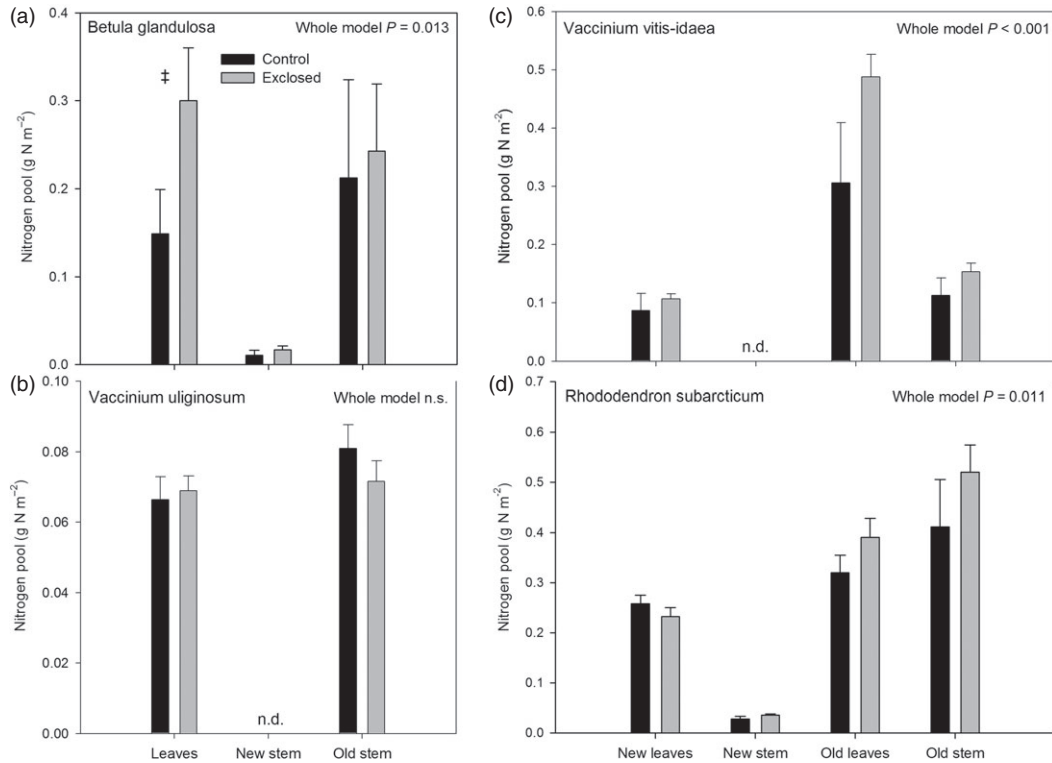 (a)
Betula glandulosa
Whole model P = 0.013
Control
Exclosed
‡
Nitrogen pool (g N m−2)
0.4
0.3
0.2
0.1
0.0
(b)
Vaccinium uliginosum
Whole model n.s.
Nitrogen pool (g N m−2)
0.10
0.08
0.06
0.04
0.02
0.00
n.d.
Leaves
New stem
Old stem
(c)
Vaccinium vitis-idaea
Whole model P < 0.001
Nitrogen pool (g N m-2)
0.6
0.5
0.4
0.3
0.2
0.1
0.0
n.d.
(d)
Rhododendron subarcticum
Whole model P = 0.011
Nitrogen pool (g N m-2)
0.7
0.6
0.5
0.4
0.3
0.2
0.1
0.0
New leaves
New stem
Old leaves
Old stem